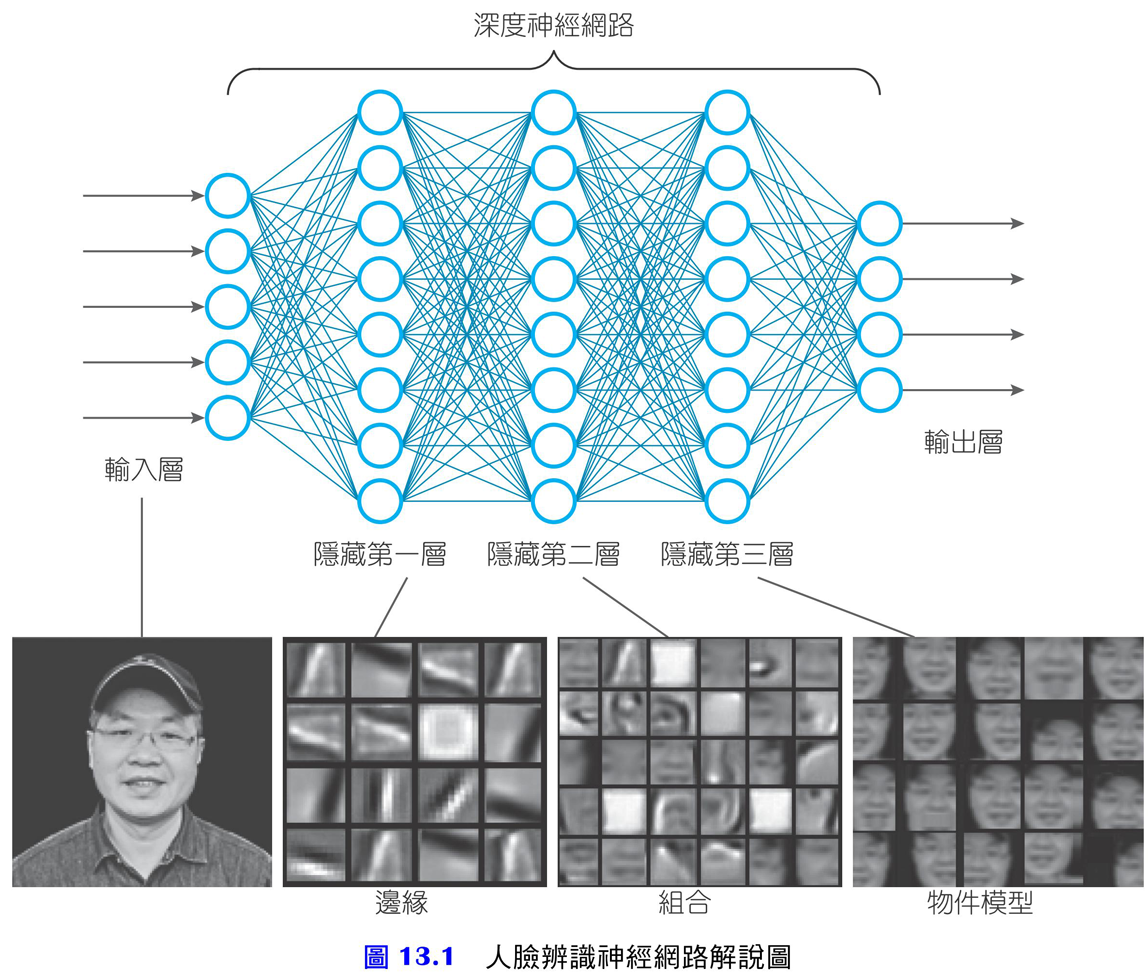 深度神經網路
輸入層
輸出層
隱藏第一層
隱藏第二層
隱藏第三層
邊緣
組合
物件模型
圖 13.1 人臉辨識神經網路解說圖